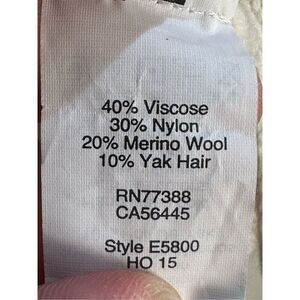 40% Viscose
30% Nylon
20% Merino Wool
10% Yak Hair
RN77388
CA56445
Style E5800
HO 15